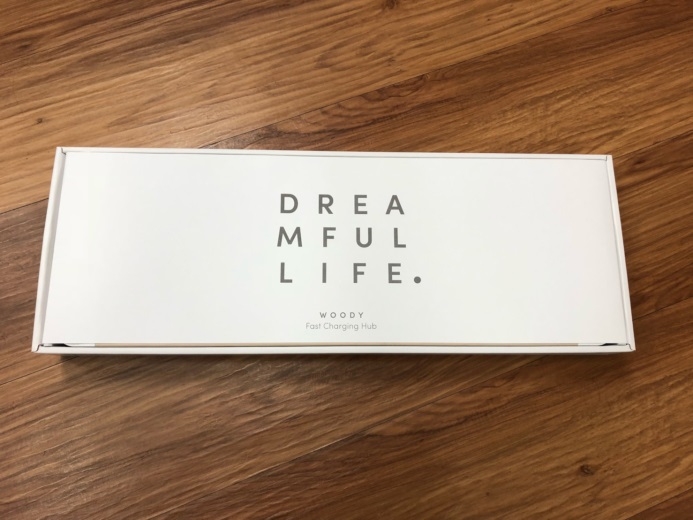 DREA
MFUL
LIFE.
WOODY
Fast Charging Hub